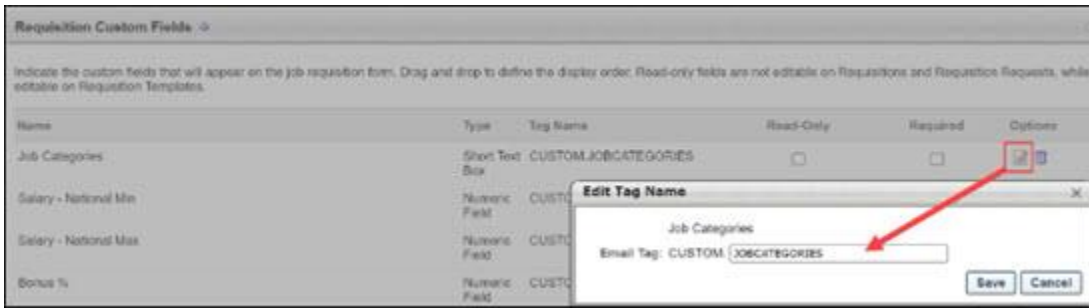 Requisition Custom Fields
Indicate the custom fields that will appear on the job requisition form. Drag and drop to define the display order. Read-only fields are not editable on Requisitions and Requisition Requests, while
editable on Requisition Templates.
Name Type Tag Name Read-Only Required Options
Job Categories Short Text CUSTOM.JOBCATEGORIES
Box
Edit Tag Name
Salary - National Min Numeric CUSTO
Field
Job Categories
Email Tag: CUSTOM. JOBCATEGORIES
Salary - National Max Numeric CUSTO
Field
Save Cancel
Bonus % Numeric CUSTO
Field